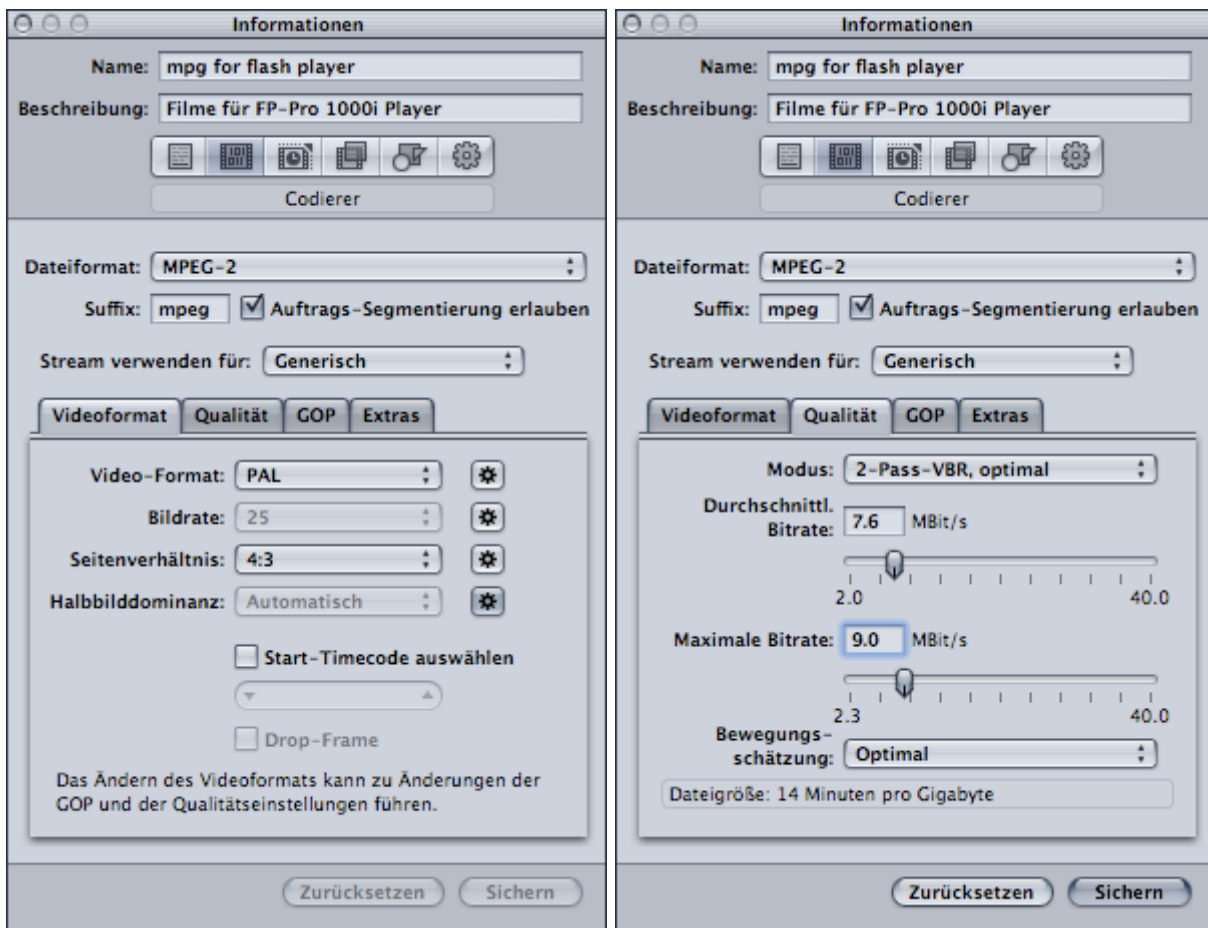 Informationen
Name: mpg for flash player
Beschreibung: Filme für FP-Pro 1000i Player
Codierer
Dateiformat: MPEG-2
Suffix: mpeg Auftrags-Segmentierung erlauben
Stream verwenden für: Generisch
Videoformat Qualität GOP Extras
Video-Format: PAL
Bildrate: 25
Seitenverhältnis: 4:3
Halbbilddominanz: Automatisch
Start-Timecode auswählen
Drop-Frame
Das Ändern des Videoformats kann zu Änderungen der
GOP und der Qualitätseinstellungen führen.
Zurücksetzen Sichern
Informationen
Name: mpg for flash player
Beschreibung: Filme für FP-Pro 1000i Player
Codierer
Dateiformat: MPEG-2
Suffix: mpeg Auftrags-Segmentierung erlauben
Stream verwenden für: Generisch
Videoformat Qualität GOP Extras
Modus: 2-Pass-VBR, optimal
Durchschnittl.
Bitrate: 7.6 MBit/s
2.0 40.0
Maximale Bitrate: 9.0 MBit/s
2.3 40.0
Bewegungs-
schätzung: Optimal
Dateigröße: 14 Minuten pro Gigabyte
Zurücksetzen Sichern